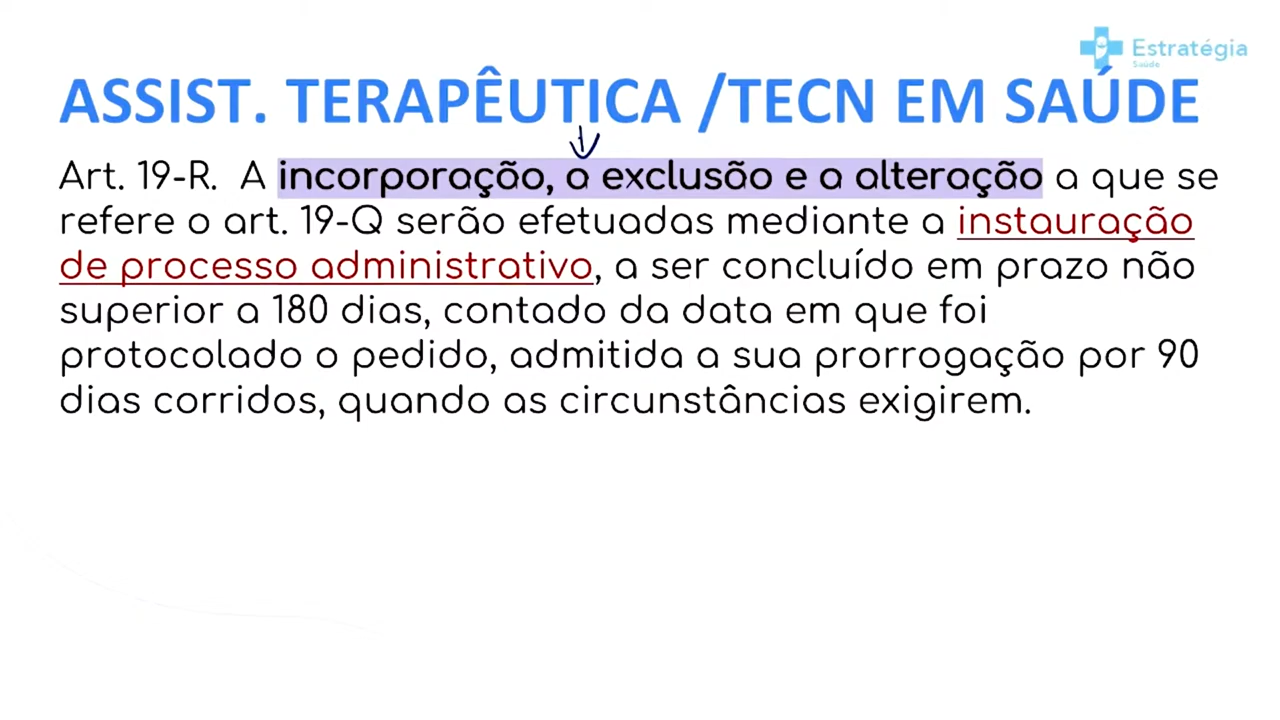 Estratégia
Saúde
ASSIST. TERAPÊUTICA /TECN EM SAÚDE
Art. 19-R. A incorporação, a exclusão e a alteração a que se
refere o art. 19-Q serão efetuadas mediante a instauração
de processo administrativo, a ser concluído em prazo não
superior a 180 dias, contado da data em que foi
protocolado o pedido, admitida a sua prorrogação por 90
dias corridos, quando as circunstâncias exigirem.